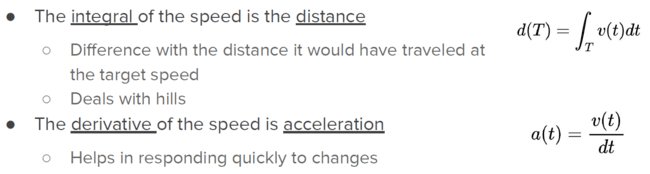 ● The integral of the speed is the distance
d(T) = ∫_T v(t)dt
○ Difference with the distance it would have traveled at
the target speed
○ Deals with hills
● The derivative of the speed is acceleration
a(t) = v(t)/dt
○ Helps in responding quickly to changes